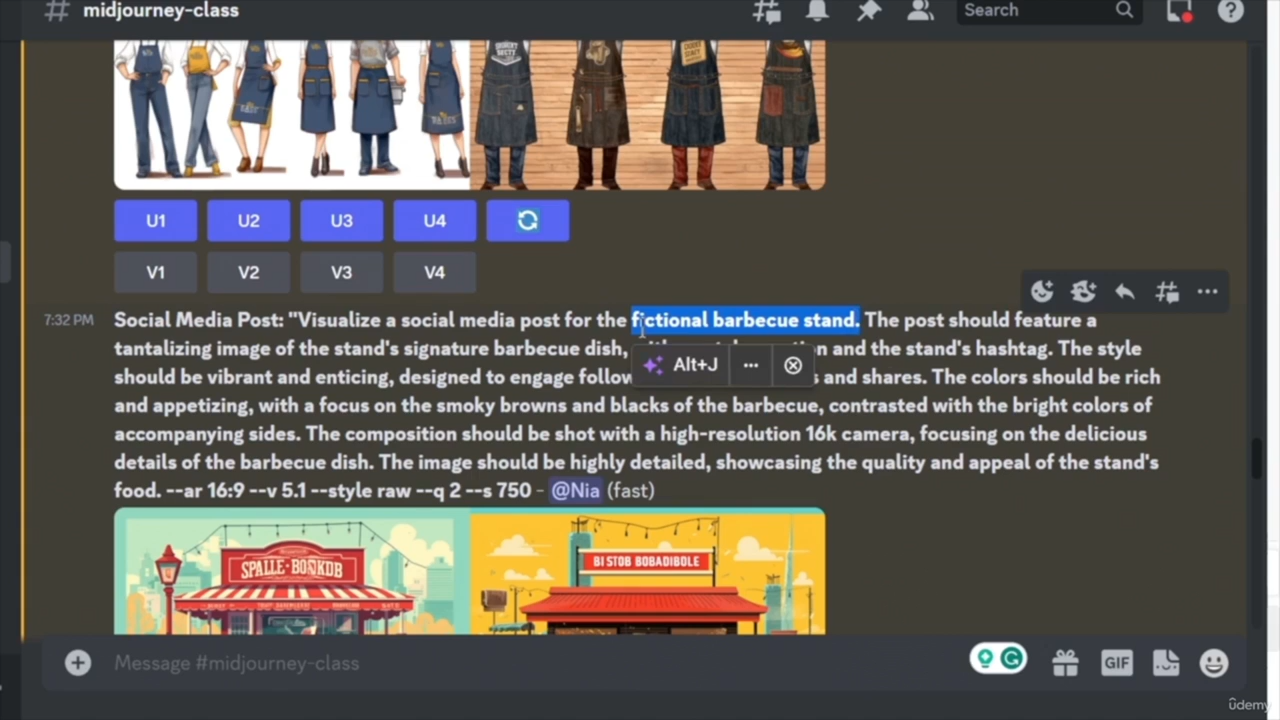 midjourney-class
Search
U1 U2 U3 U4
V1 V2 V3 V4
7:32 PM Social Media Post: "Visualize a social media post for the fictional barbecue stand. The post should feature a
tantalizing image of the stand's signature barbecue dish, and the stand's hashtag. The style
should be vibrant and enticing, designed to engage and shares. The colors should be rich
and appetizing, with a focus on the smoky browns and blacks of the barbecue, contrasted with the bright colors of
accompanying sides. The composition should be shot with a high-resolution 16k camera, focusing on the delicious
details of the barbecue dish. The image should be highly detailed, showcasing the quality and appeal of the stand's
food. --ar 16:9 --v 5.1 --style raw --q 2 --s 750 - @Nia (fast)
Alt+J
SPALLE·BOOKDB
BI STOB BOBADIBOLE
Message #midjourney-class
GIF
udemy